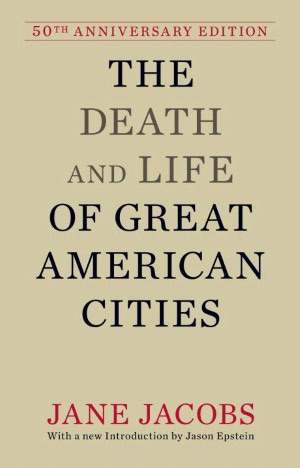 50TH ANNIVERSARY EDITION
THE
DEATH
AND LIFE
OF GREAT
AMERICAN
CITIES
JANE JACOBS
With a new Introduction by Jason Epstein